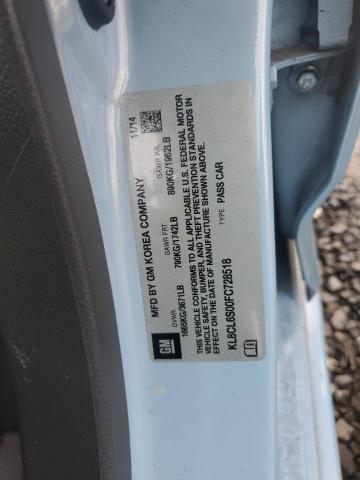 MFD BY GM KOREA COMPANY 11/14
GVWR GAWR FRT GAWR RR
1665KG/3671LB 790KG/1742LB 890KG/1962LB
THIS VEHICLE CONFORMS TO ALL APPLICABLE U.S. FEDERAL MOTOR
VEHICLE SAFETY, BUMPER, AND THEFT PREVENTION STANDARDS IN
EFFECT ON THE DATE OF MANUFACTURE SHOWN ABOVE.
KL8CL6S00FC728518 TYPE: PASS CAR
GM